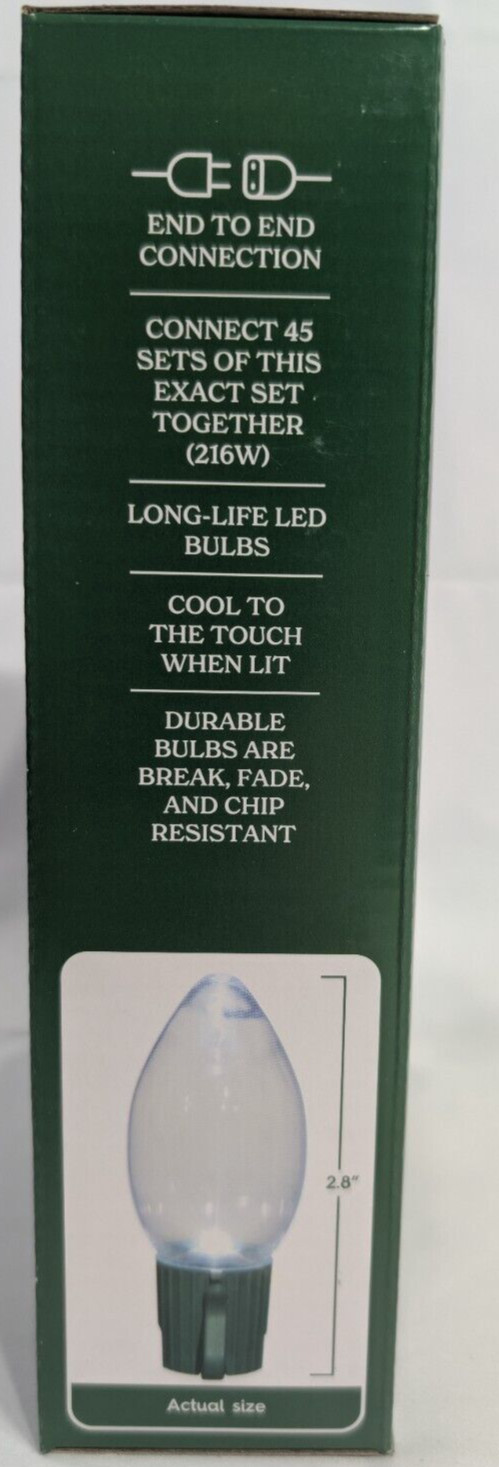 END TO END
CONNECTION
CONNECT 45
SETS OF THIS
EXACT SET
TOGETHER
(216W)
LONG-LIFE LED
BULBS
COOL TO
THE TOUCH
WHEN LIT
DURABLE
BULBS ARE
BREAK, FADE,
AND CHIP
RESISTANT
2.8"
Actual size